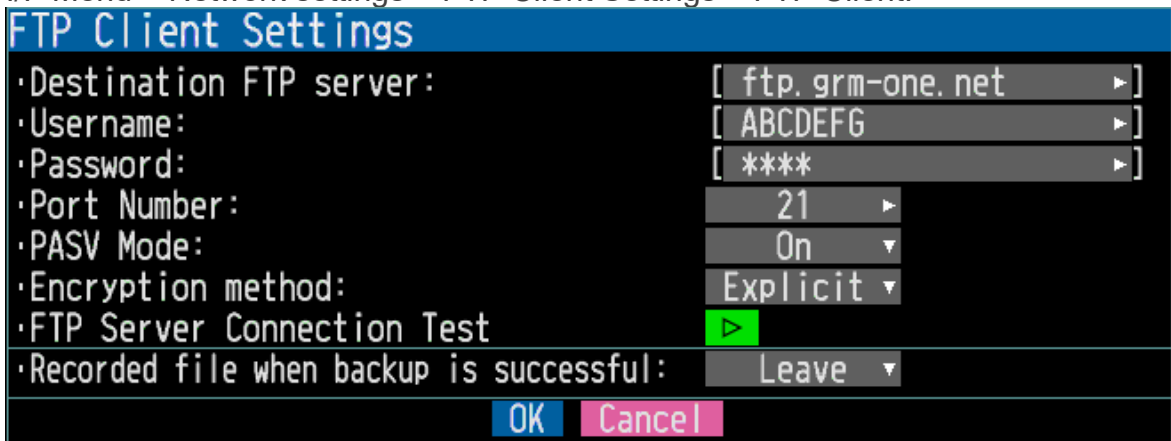 FTP Client Settings
·Destination FTP server: [ ftp.grm-one.net ▸]
·Username: [ ABCDEFG ▸]
·Password: [ **** ▸]
·Port Number: 21 ▸
·PASV Mode: On ▼
·Encryption method: Explicit ▼
·FTP Server Connection Test ▷
·Recorded file when backup is successful: Leave ▼
OK Cancel